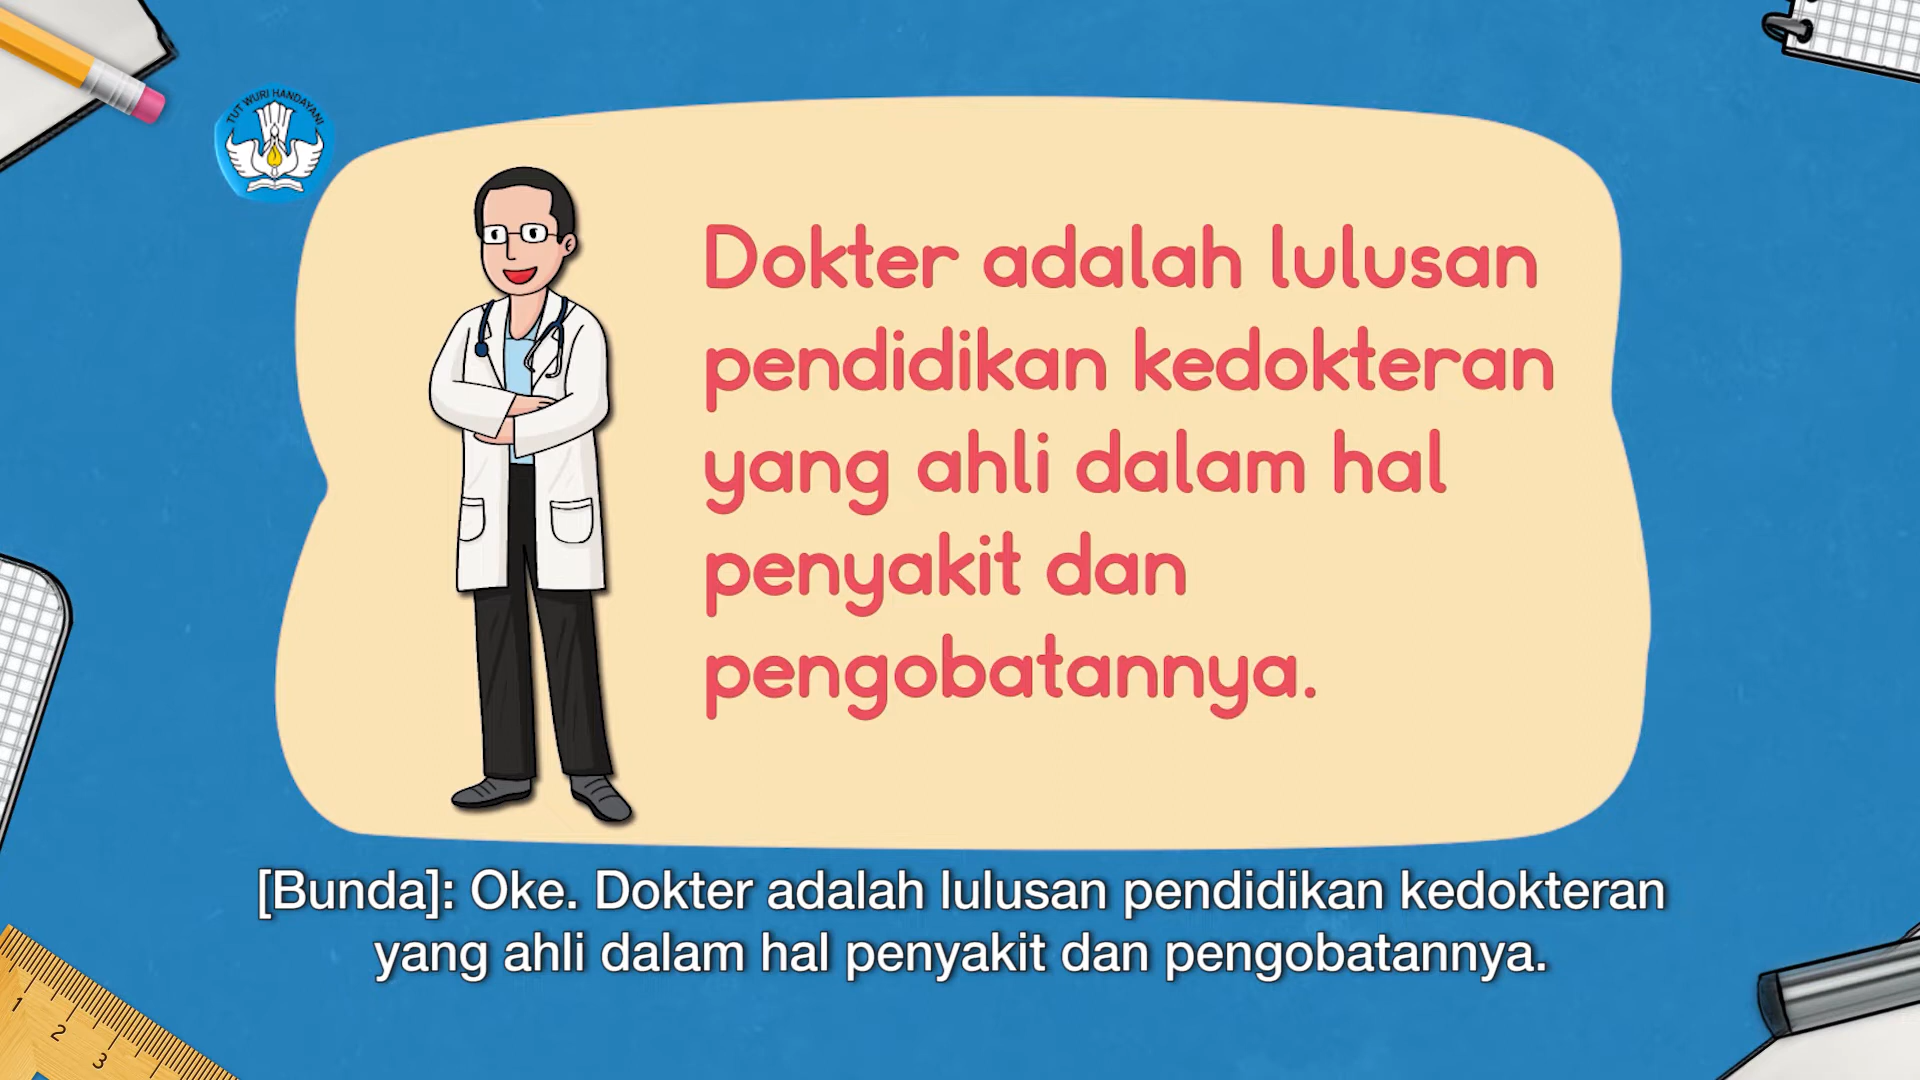 TUT WURI HANDAYANI
Dokter adalah lulusan
pendidikan kedokteran
yang ahli dalam hal
penyakit dan
pengobatannya.
[Bunda]: Oke. Dokter adalah lulusan pendidikan kedokteran
yang ahli dalam hal penyakit dan pengobatannya.
1
2
3